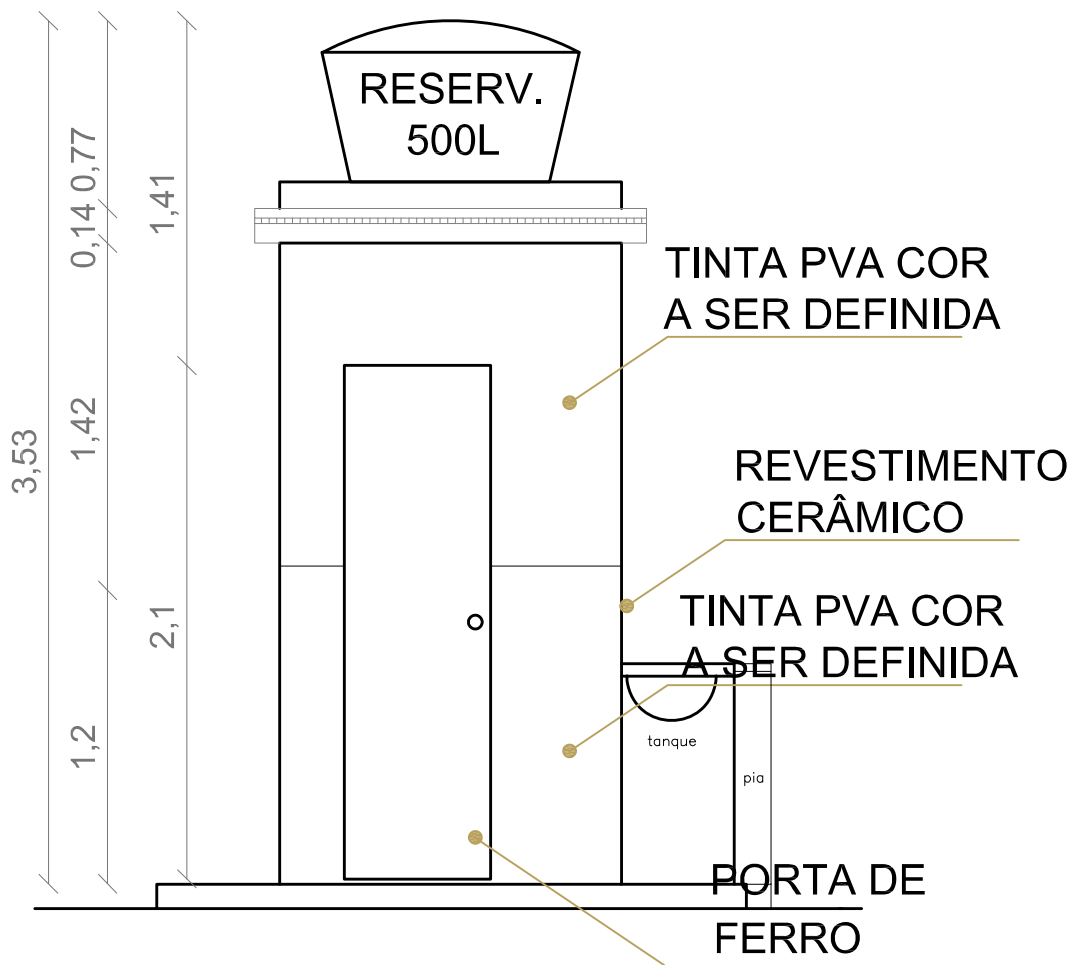 RESERV.
500L
3,53
0,77
0,14
1,42
1,2
1,41
2,1
TINTA PVA COR
A SER DEFINIDA
REVESTIMENTO
CERÂMICO
TINTA PVA COR
A SER DEFINIDA
tanque
pia
PORTA DE
FERRO